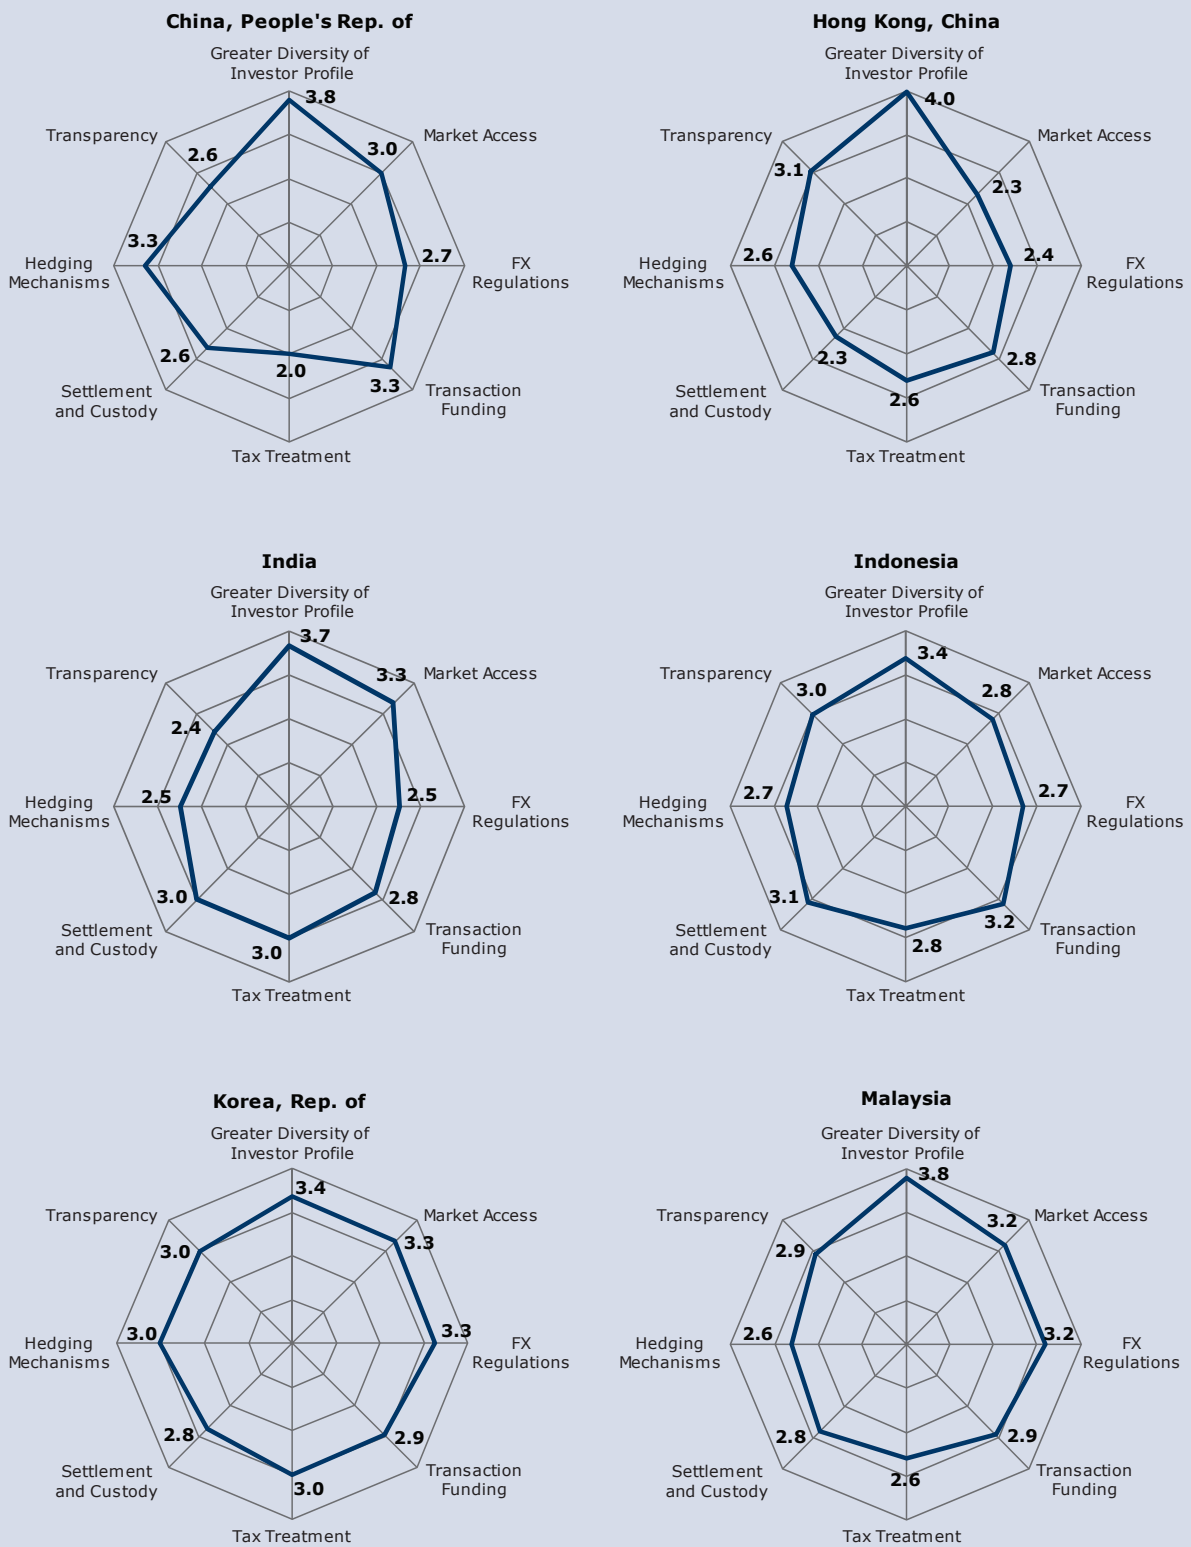 China, People's Rep. of
Greater Diversity of
Investor Profile
3.8
Transparency
Market Access
2.6
3.0
3.3
2.7
Hedging
Mechanisms
FX
Regulations
2.6
2.0
3.3
Settlement
and Custody
Transaction
Funding
Tax Treatment
Hong Kong, China
Greater Diversity of
Investor Profile
4.0
Transparency
Market Access
3.1
2.3
2.6
2.4
Hedging
Mechanisms
FX
Regulations
2.3
2.6
2.8
Settlement
and Custody
Transaction
Funding
Tax Treatment
India
Greater Diversity of
Investor Profile
3.7
Transparency
3.3
Market Access
2.4
2.5
2.5
Hedging
Mechanisms
FX
Regulations
3.0
3.0
2.8
Settlement
and Custody
Transaction
Funding
Tax Treatment
Indonesia
Greater Diversity of
Investor Profile
3.4
Transparency
Market Access
3.0
2.8
2.7
2.7
Hedging
Mechanisms
FX
Regulations
3.1
2.8
3.2
Settlement
and Custody
Transaction
Funding
Tax Treatment
Korea, Rep. of
Greater Diversity of
Investor Profile
3.4
Transparency
Market Access
3.0
3.3
3.0
3.3
Hedging
Mechanisms
FX
Regulations
2.8
3.0
2.9
Settlement
and Custody
Transaction
Funding
Tax Treatment
Malaysia
Greater Diversity of
Investor Profile
3.8
Transparency
3.2
Market Access
2.9
2.6
3.2
Hedging
Mechanisms
FX
Regulations
2.8
2.6
2.9
Settlement
and Custody
Transaction
Funding
Tax Treatment